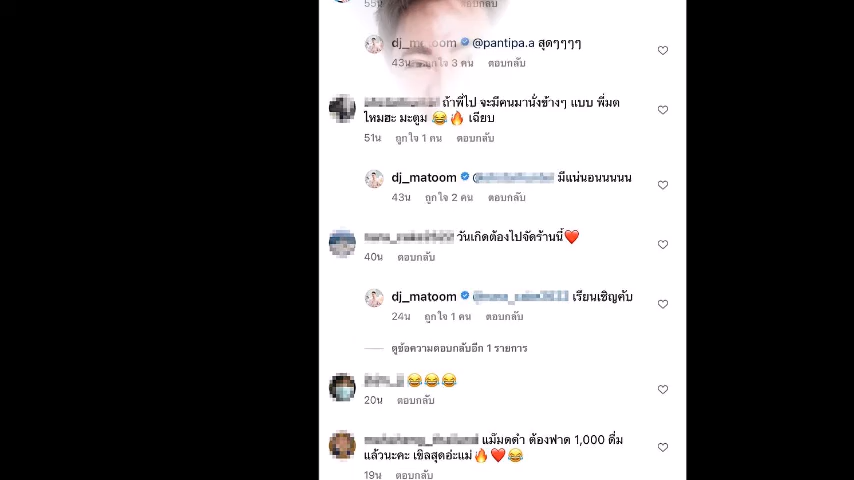 55น
ตอบกลับ
dj_ma oom @pantipa.a สุดๆๆๆๆ
43น ถูกใจ 3 คน ตอบกลับ
ถ้าพี่ไป จะมีคนมานั่งข้างๆ แบบ พี่มด
ไหมฮะ มะตูม 😂🔥 เฉียบ
51น ถูกใจ 1 คน ตอบกลับ
dj_matoom @ มีแน่นอนนนนน
43น ถูกใจ 2 คน ตอบกลับ
วันเกิดต้องไปจัดร้านนี้❤️
40น ตอบกลับ
dj_matoom @ เรียนเชิญคับ
24น ถูกใจ 1 คน ตอบกลับ
ดูข้อความตอบกลับอีก 1 รายการ
😂😂😂
20น ตอบกลับ
แม๊มดดำ ต้องฟาด 1,000 ดื่ม
แล้วนะคะ เชิลสุดอ่ะแม่🔥❤️😂
19น ตอบกลับ